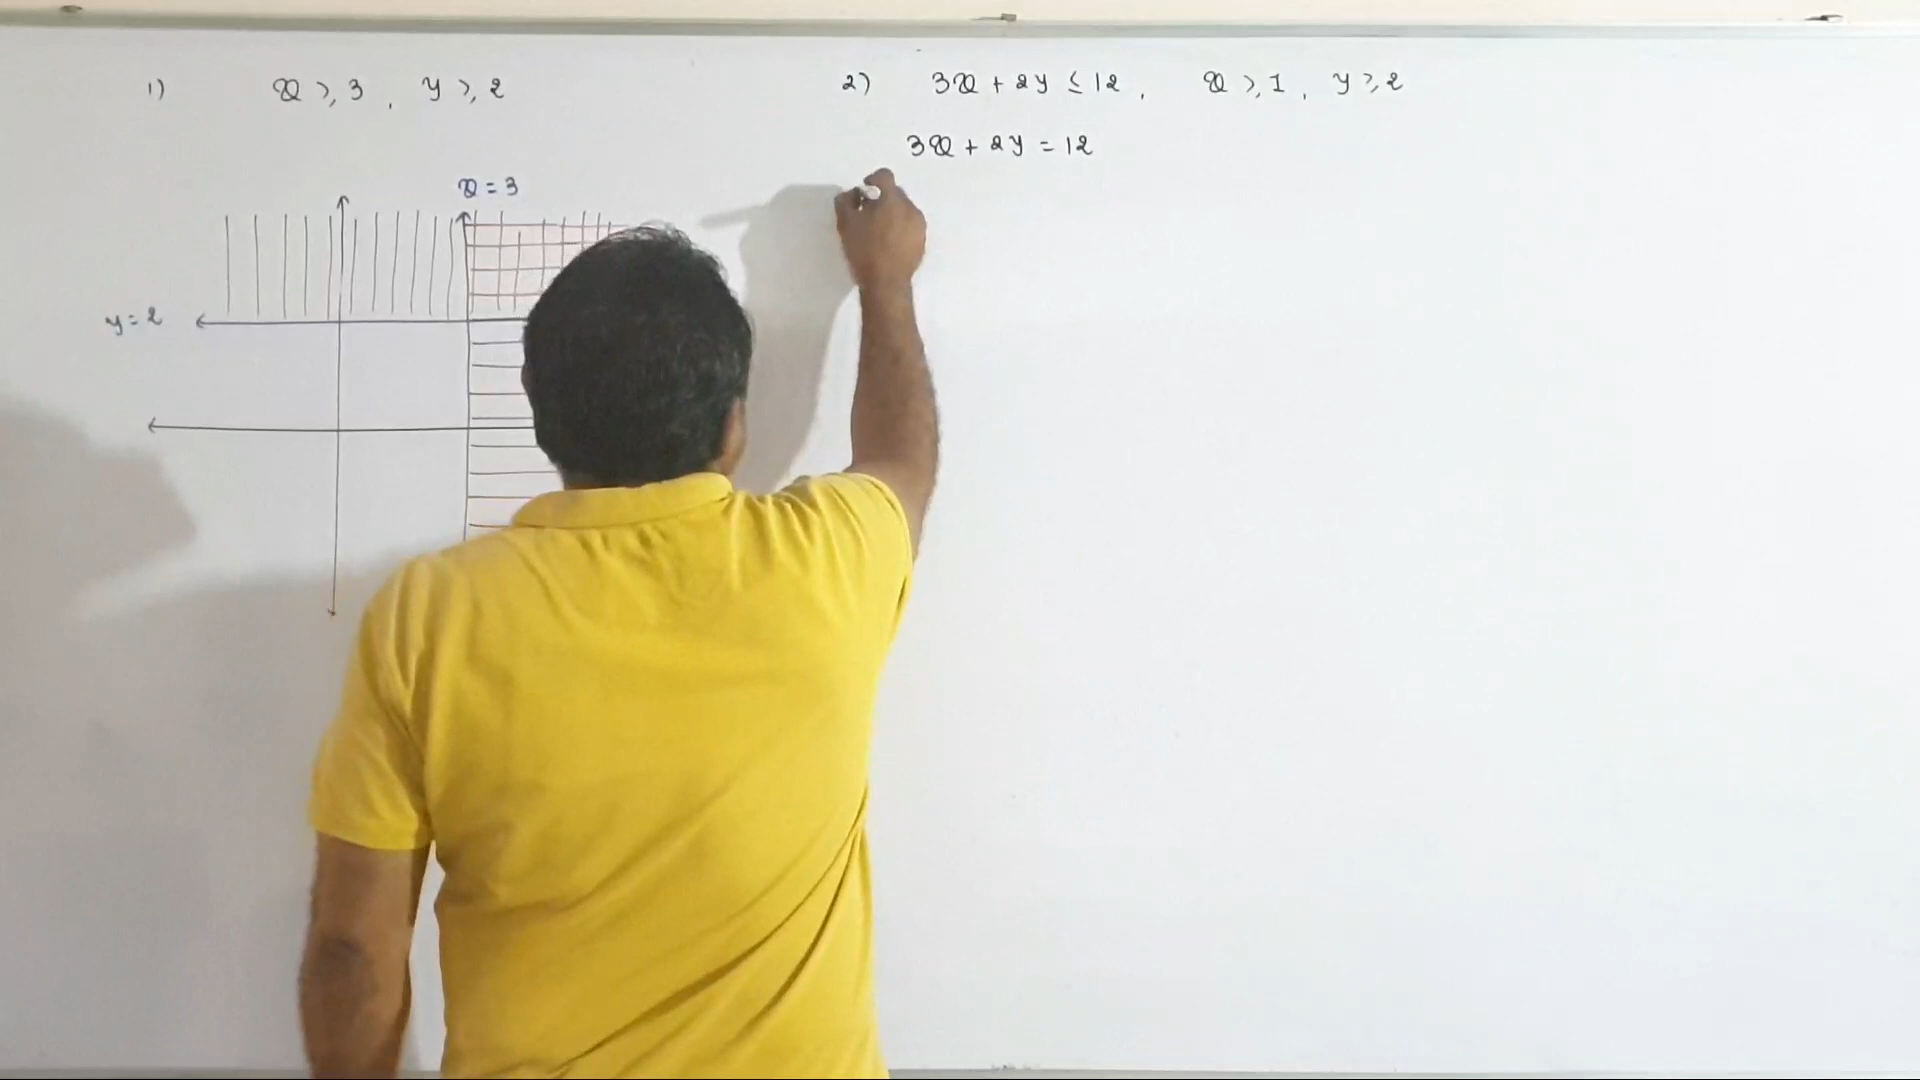 1) x ≥ 3 , y ≥ 2
x = 3
y = 2
2) 3x + 2y ≤ 12 , x ≥ 1 , y ≥ 2
3x + 2y = 12